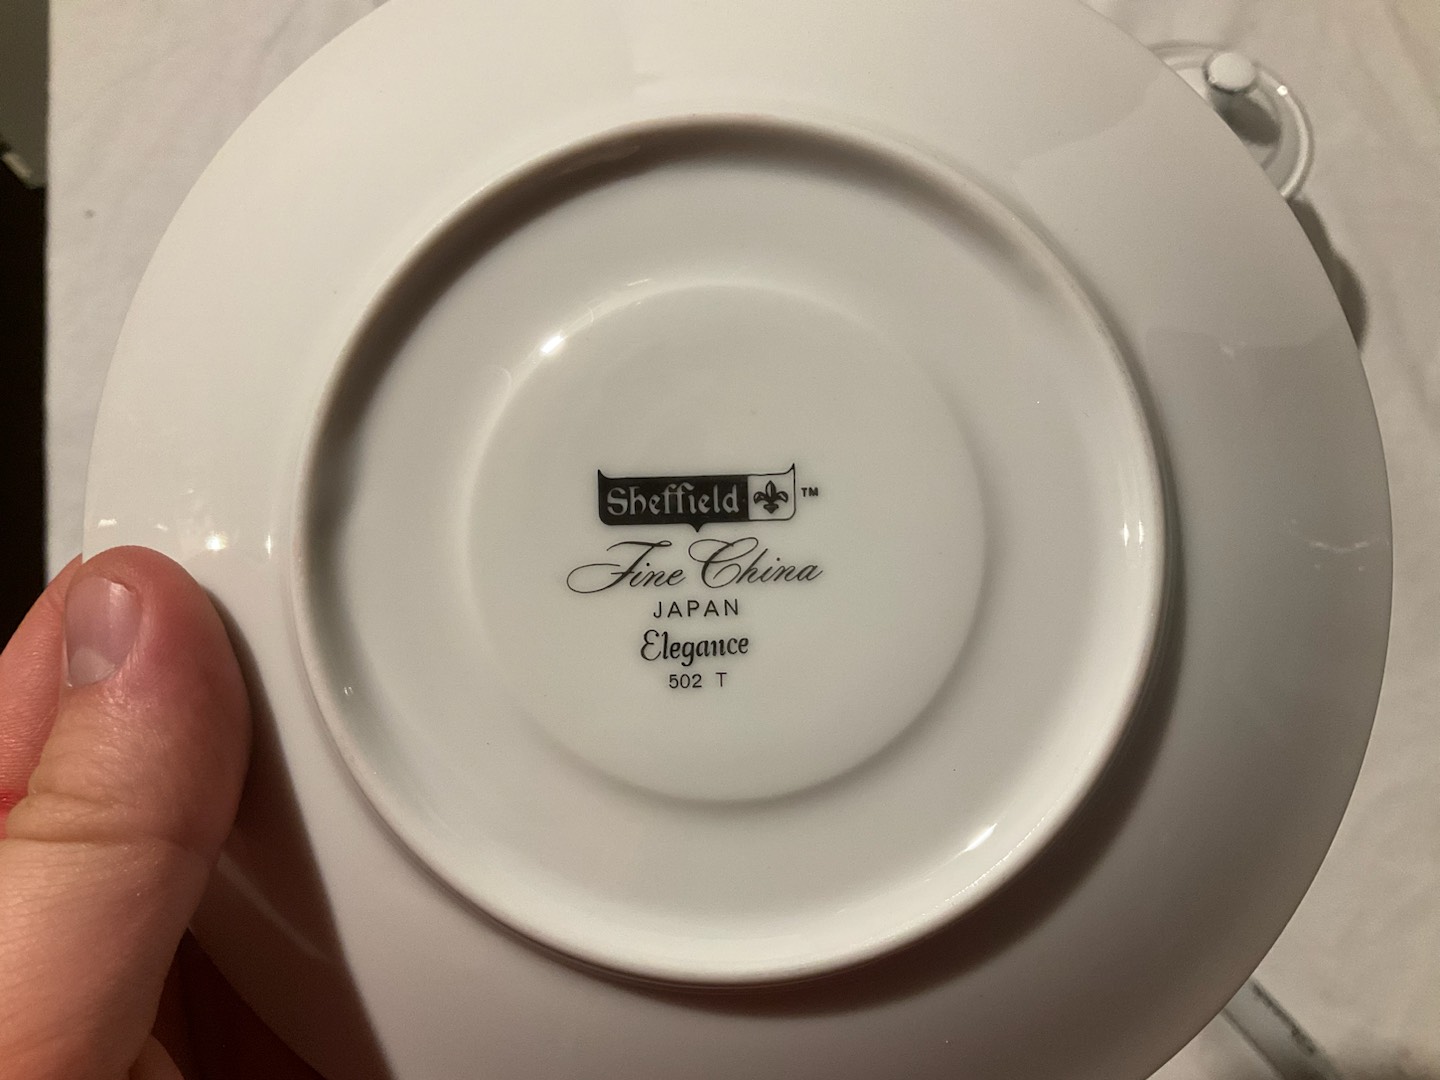 Sheffield ™
Fine China
JAPAN
Elegance
502 T